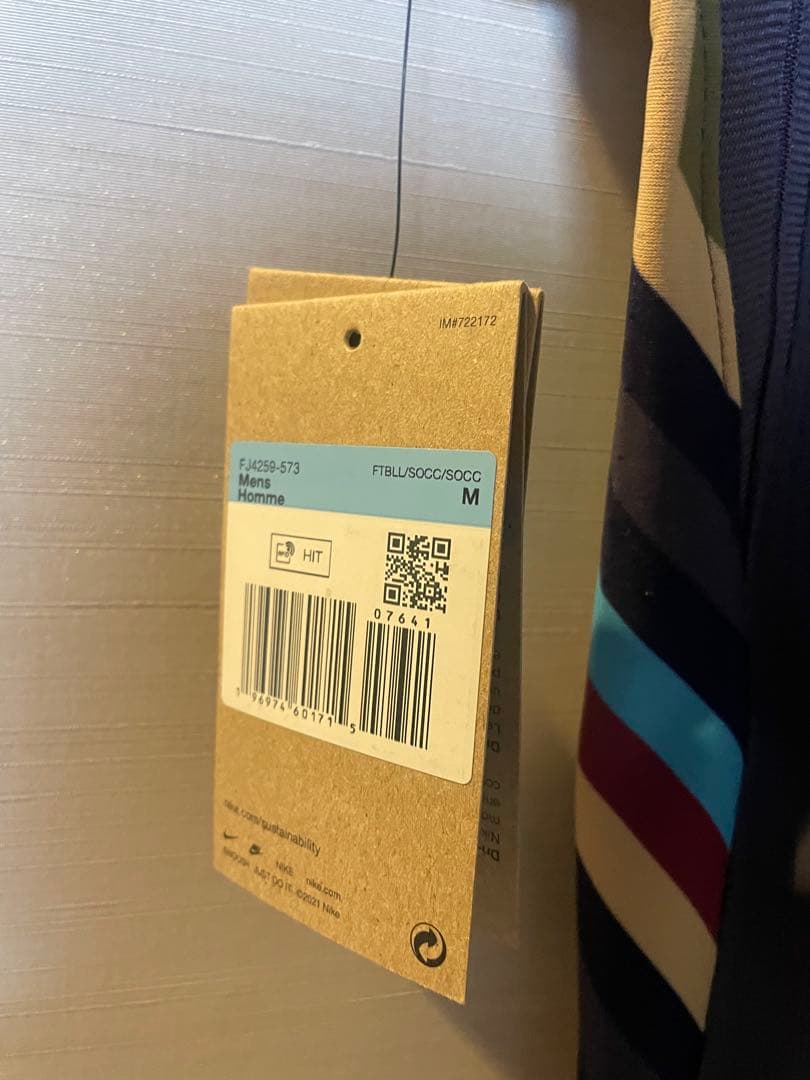 IM#722172
FJ4259-573
Mens
Homme
FTBLL/SOCC/SOCC
M
RFID HIT
07641
1 96974 60171 5
nike.com/sustainability
NIKE nike.com
SWOOSH JUST DO IT. ©2021 Nike